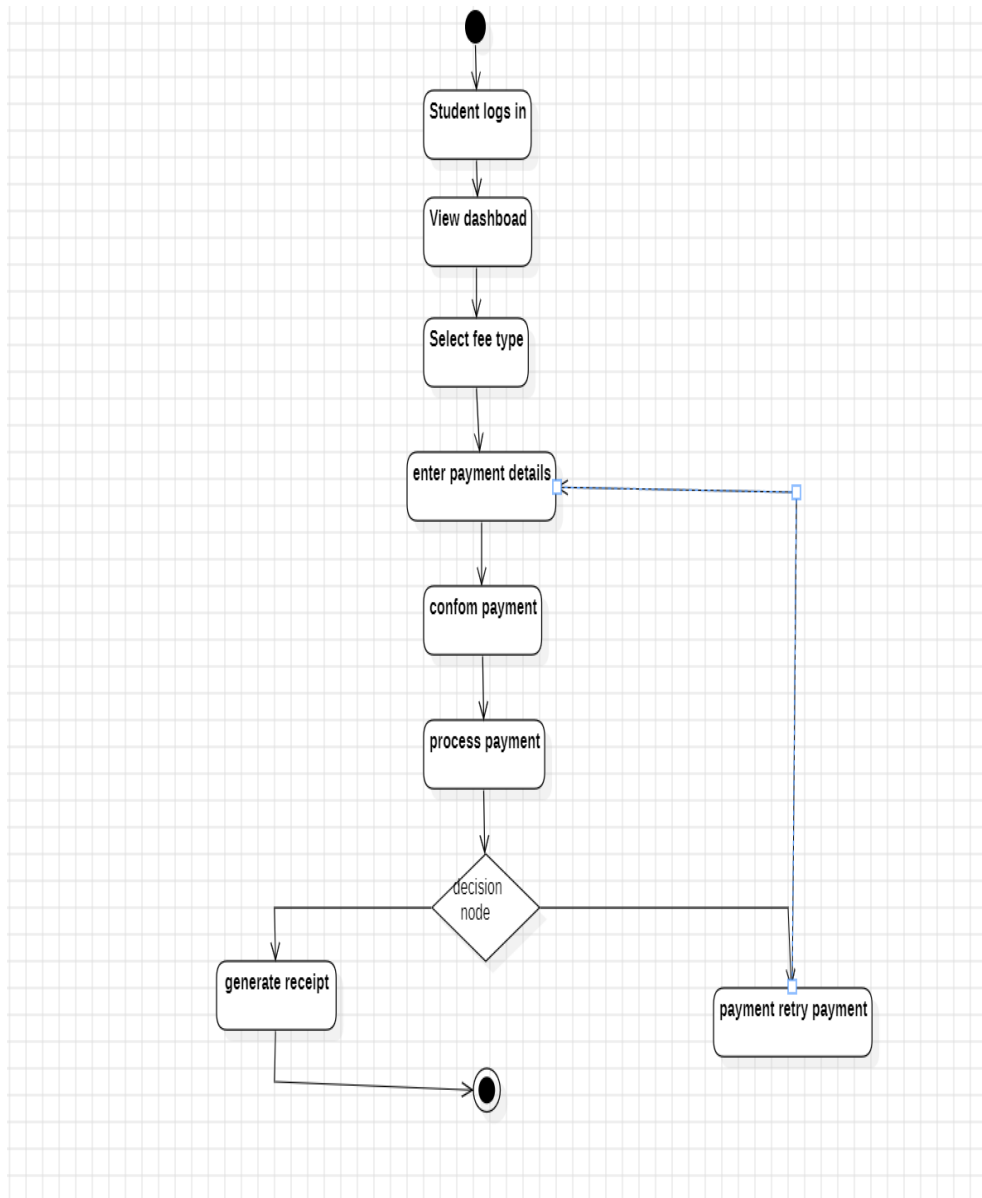 Student logs in
View dashboad
Select fee type
enter payment details
confom payment
process payment
decision
node
generate receipt
payment retry payment